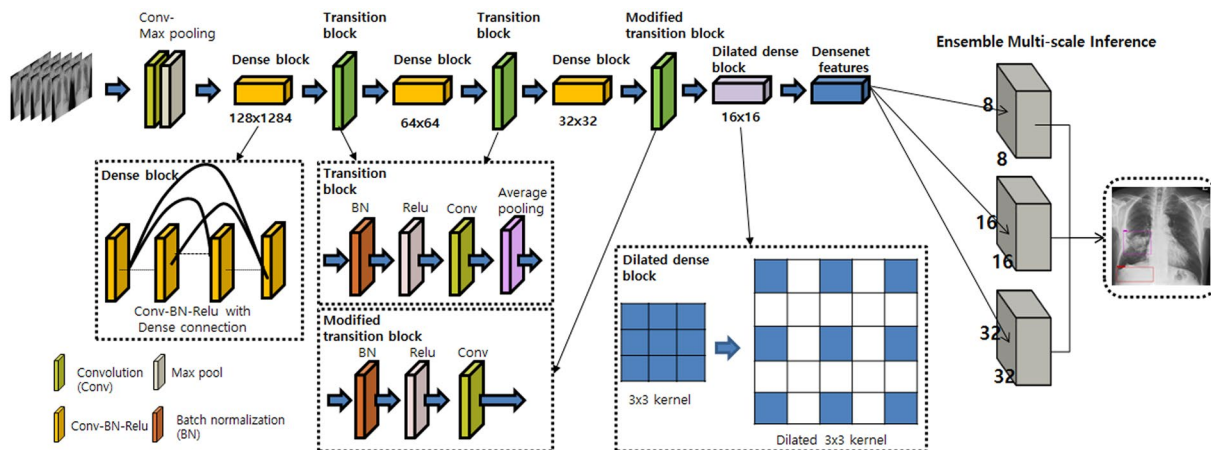 Conv-
Max pooling
Dense block
128x1284
Transition
block
Dense block
64x64
Transition
block
Dense block
32x32
Modified
transition block
Dilated dense
block
16x16
Densenet
features
Ensemble Multi-scale Inference
8
8
16
16
32
32
Dense block
Conv-BN-Relu with
Dense connection
Transition
block
BN
Relu
Conv
Average
pooling
Modified
transition block
BN
Relu
Conv
Dilated dense
block
3x3 kernel
Dilated 3x3 kernel
Convolution
(Conv)
Max pool
Conv-BN-Relu
Batch normalization
(BN)